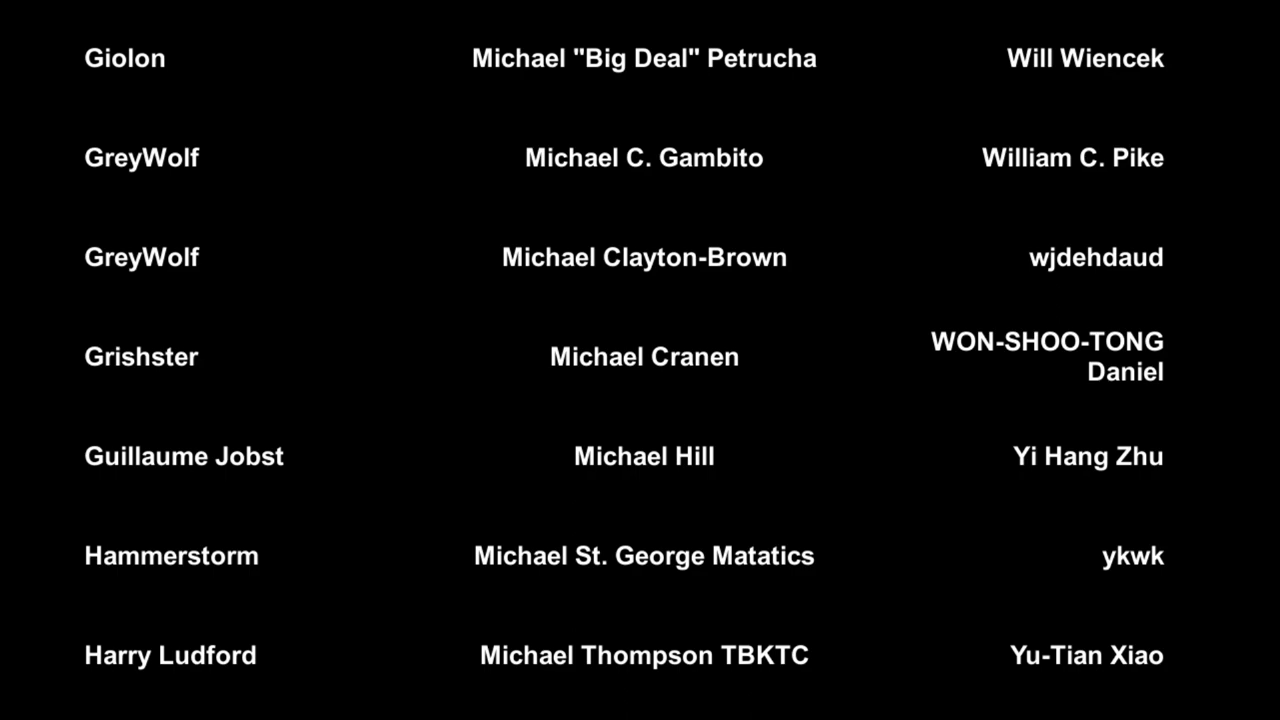 Giolon
Michael "Big Deal" Petrucha
Will Wiencek
GreyWolf
Michael C. Gambito
William C. Pike
GreyWolf
Michael Clayton-Brown
wjdehdaud
Grishster
Michael Cranen
WON-SHOO-TONG
Daniel
Guillaume Jobst
Michael Hill
Yi Hang Zhu
Hammerstorm
Michael St. George Matatics
ykwk
Harry Ludford
Michael Thompson TBKTC
Yu-Tian Xiao